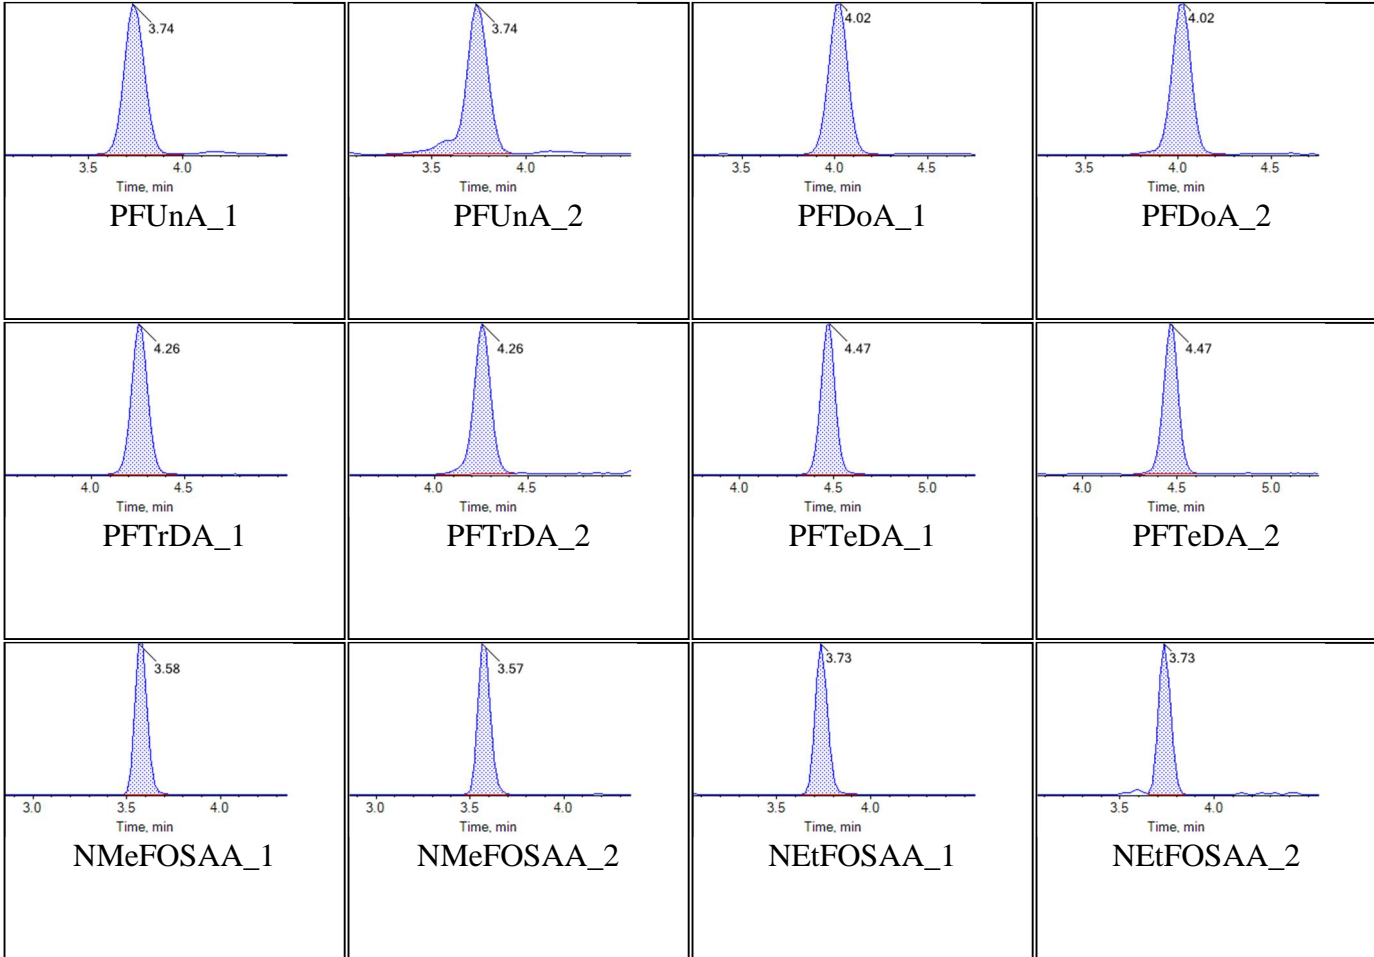 3.74
3.5 4.0
Time, min
PFUnA_1
3.74
3.5 4.0
Time, min
PFUnA_2
4.02
3.5 4.0 4.5
Time, min
PFDoA_1
4.02
3.5 4.0 4.5
Time, min
PFDoA_2
4.26
4.0 4.5
Time, min
PFTrDA_1
4.26
4.0 4.5
Time, min
PFTrDA_2
4.47
4.0 4.5 5.0
Time, min
PFTeDA_1
4.47
4.0 4.5 5.0
Time, min
PFTeDA_2
3.58
3.0 3.5 4.0
Time, min
NMeFOSAA_1
3.57
3.0 3.5 4.0
Time, min
NMeFOSAA_2
3.73
3.5 4.0
Time, min
NEtFOSAA_1
3.73
3.5 4.0
Time, min
NEtFOSAA_2